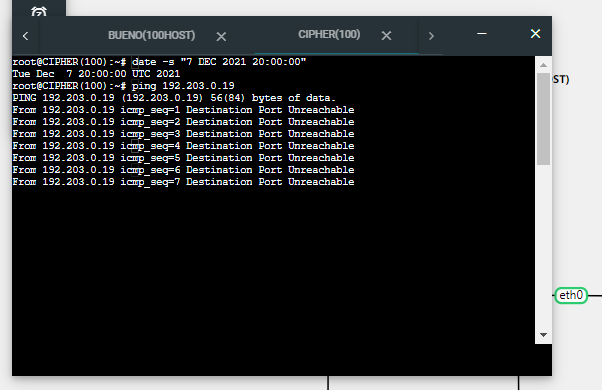 BUENO(100HOST)
CIPHER(100)
root@CIPHER(100):~# date -s "7 DEC 2021 20:00:00"
Tue Dec  7 20:00:00 UTC 2021
root@CIPHER(100):~# ping 192.203.0.19
PING 192.203.0.19 (192.203.0.19) 56(84) bytes of data.
From 192.203.0.19 icmp_seq=1 Destination Port Unreachable
From 192.203.0.19 icmp_seq=2 Destination Port Unreachable
From 192.203.0.19 icmp_seq=3 Destination Port Unreachable
From 192.203.0.19 icmp_seq=4 Destination Port Unreachable
From 192.203.0.19 icmp_seq=5 Destination Port Unreachable
From 192.203.0.19 icmp_seq=6 Destination Port Unreachable
From 192.203.0.19 icmp_seq=7 Destination Port Unreachable
ST)
eth0